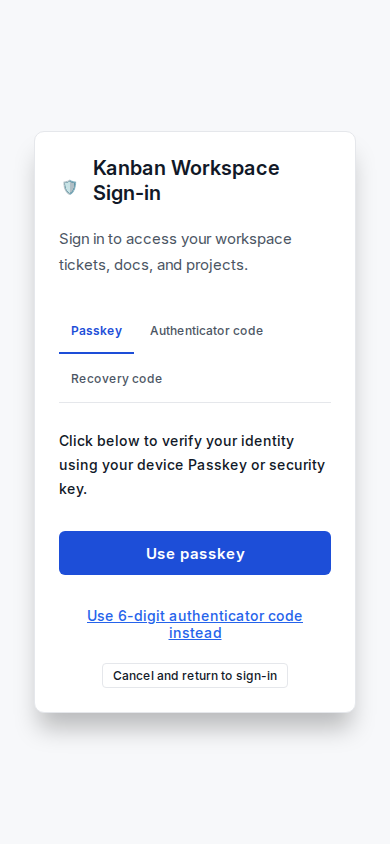 Kanban Workspace
Sign-in
Sign in to access your workspace
tickets, docs, and projects.
Passkey
Authenticator code
Recovery code
Click below to verify your identity
using your device Passkey or security
key.
Use passkey
Use 6-digit authenticator code
instead
Cancel and return to sign-in